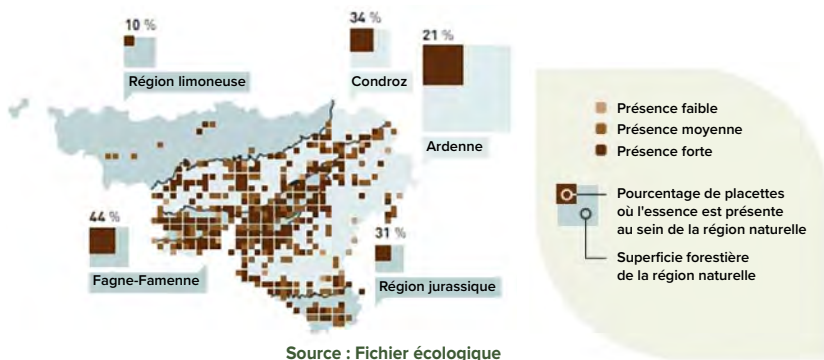 10 %
Région limoneuse
34 %
Condroz
21 %
Ardenne
44 %
Fagne-Famenne
31 %
Région jurassique
Présence faible
Présence moyenne
Présence forte
Pourcentage de placettes
où l'essence est présente
au sein de la région naturelle
Superficie forestière
de la région naturelle
Source : Fichier écologique